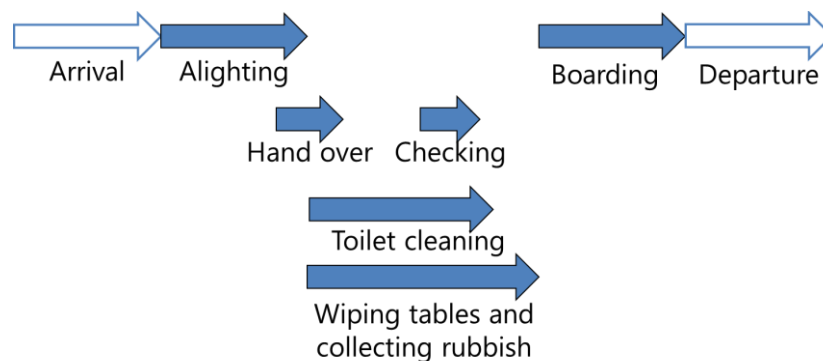 Arrival
Alighting
Boarding
Departure
Hand over
Checking
Toilet cleaning
Wiping tables and
collecting rubbish